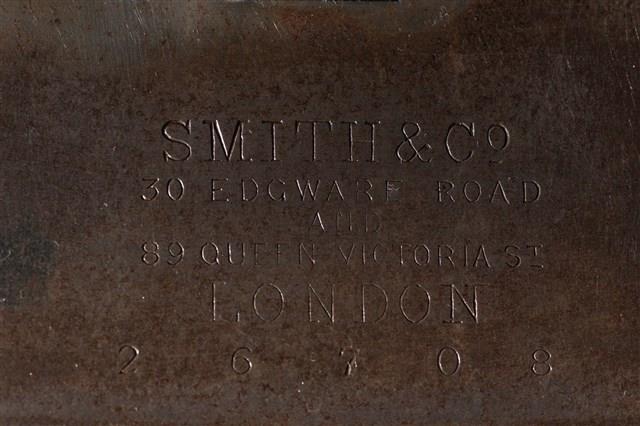 SMITH & Co
30 EDGWARE ROAD
AND
89 QUEEN VICTORIA ST
LONDON
2 6 7 0 8